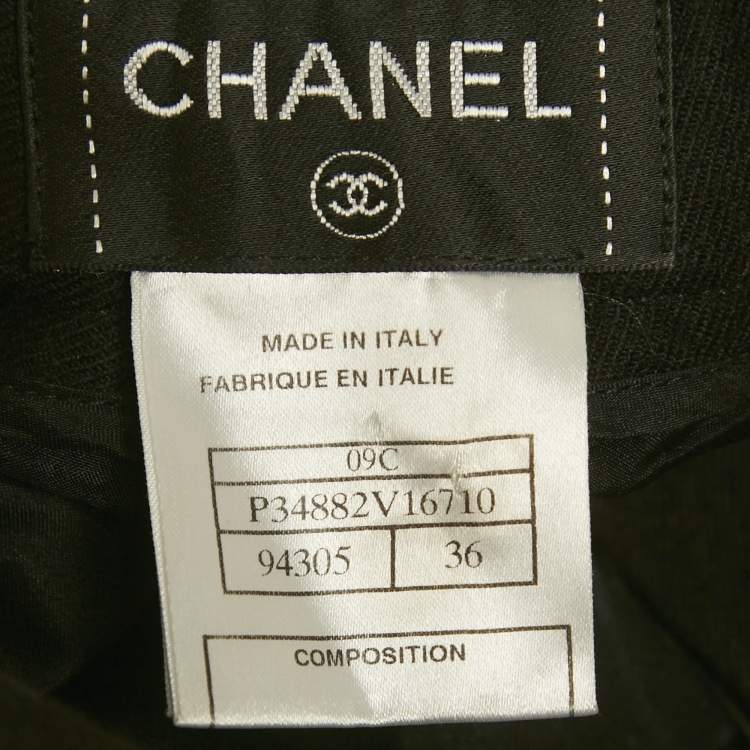 CHANEL
MADE IN ITALY
FABRIQUE EN ITALIE
09C
P34882V16710
94305 36
COMPOSITION